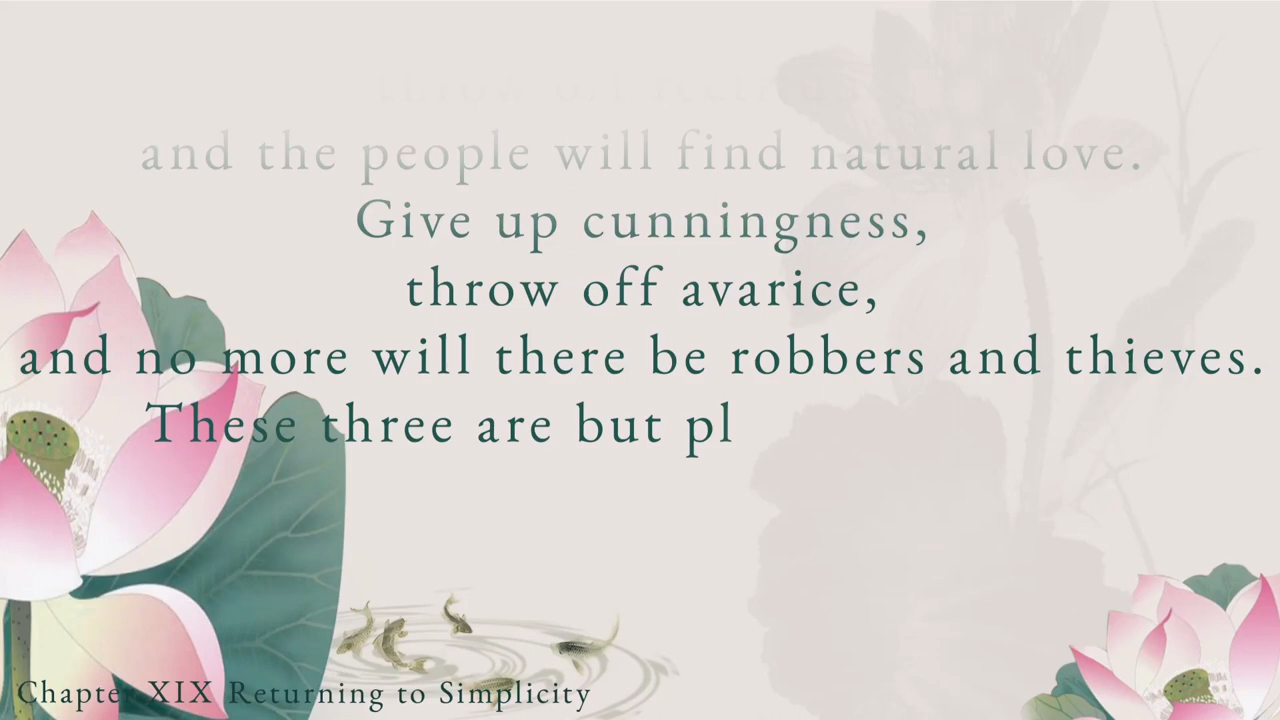 and the people will find natural love.
Give up cunningness,
throw off avarice,
and no more will there be robbers and thieves.
These three are but pl
Chapter XIX Returning to Simplicity